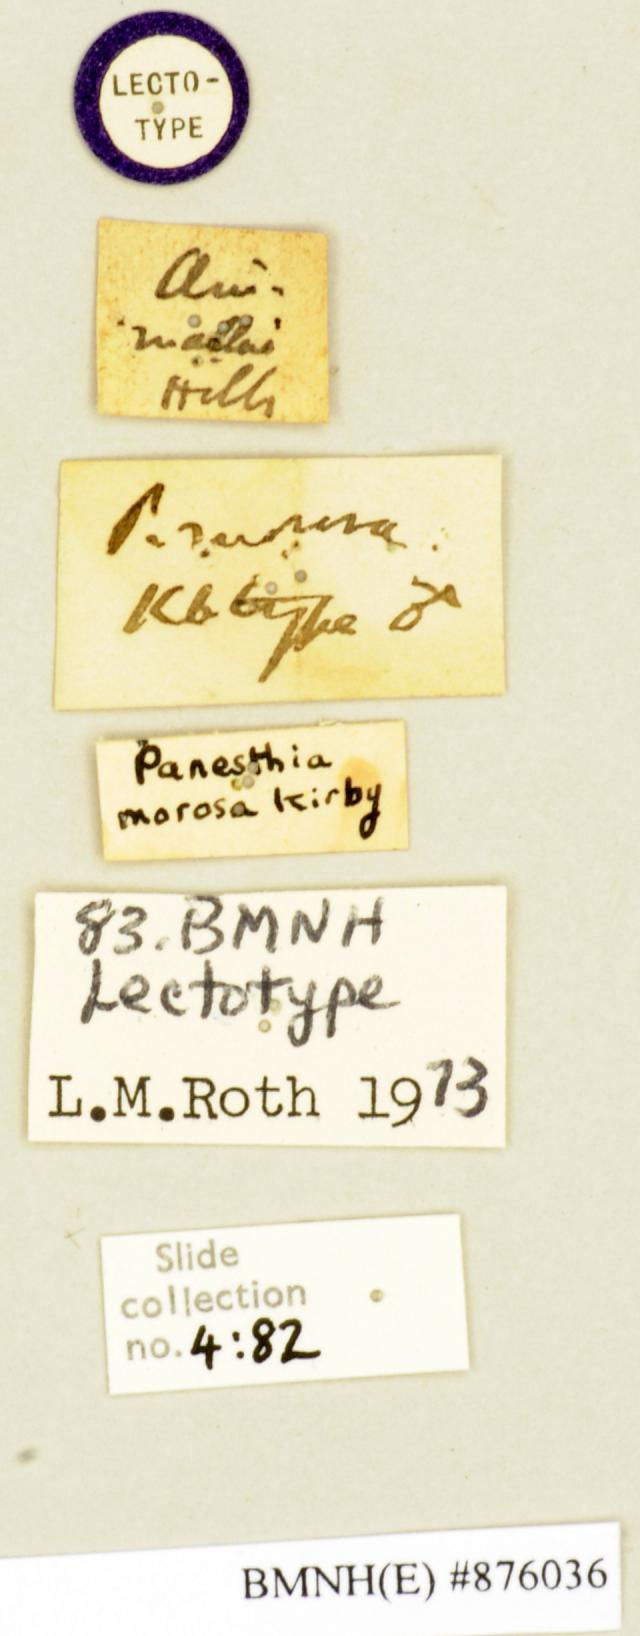 LECTO-
TYPE
Ani-
mallai
Hills
P. morosa.
Kb type ♂
Panesthia
morosa Kirby
83. BMNH
Lectotype
L.M.Roth 1973
Slide
collection
no. 4:82
BMNH(E) #876036